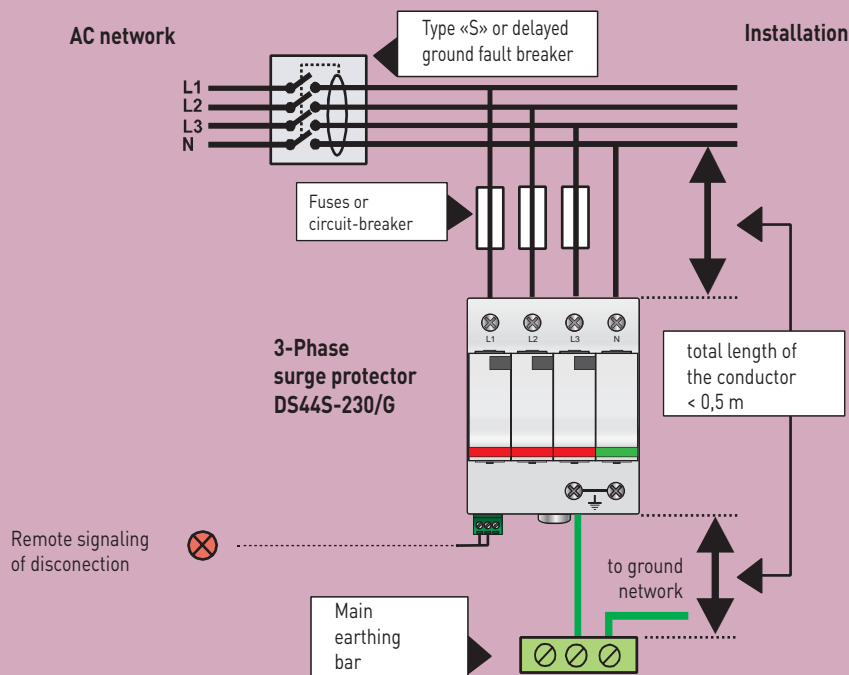 AC network
Type «S» or delayed
ground fault breaker
Installation
L1
L2
L3
N
Fuses or
circuit-breaker
L1 L2 L3 N
3-Phase
surge protector
DS44S-230/G
total length of
the conductor
< 0,5 m
Remote signaling
of disconection
to ground
network
Main
earthing
bar